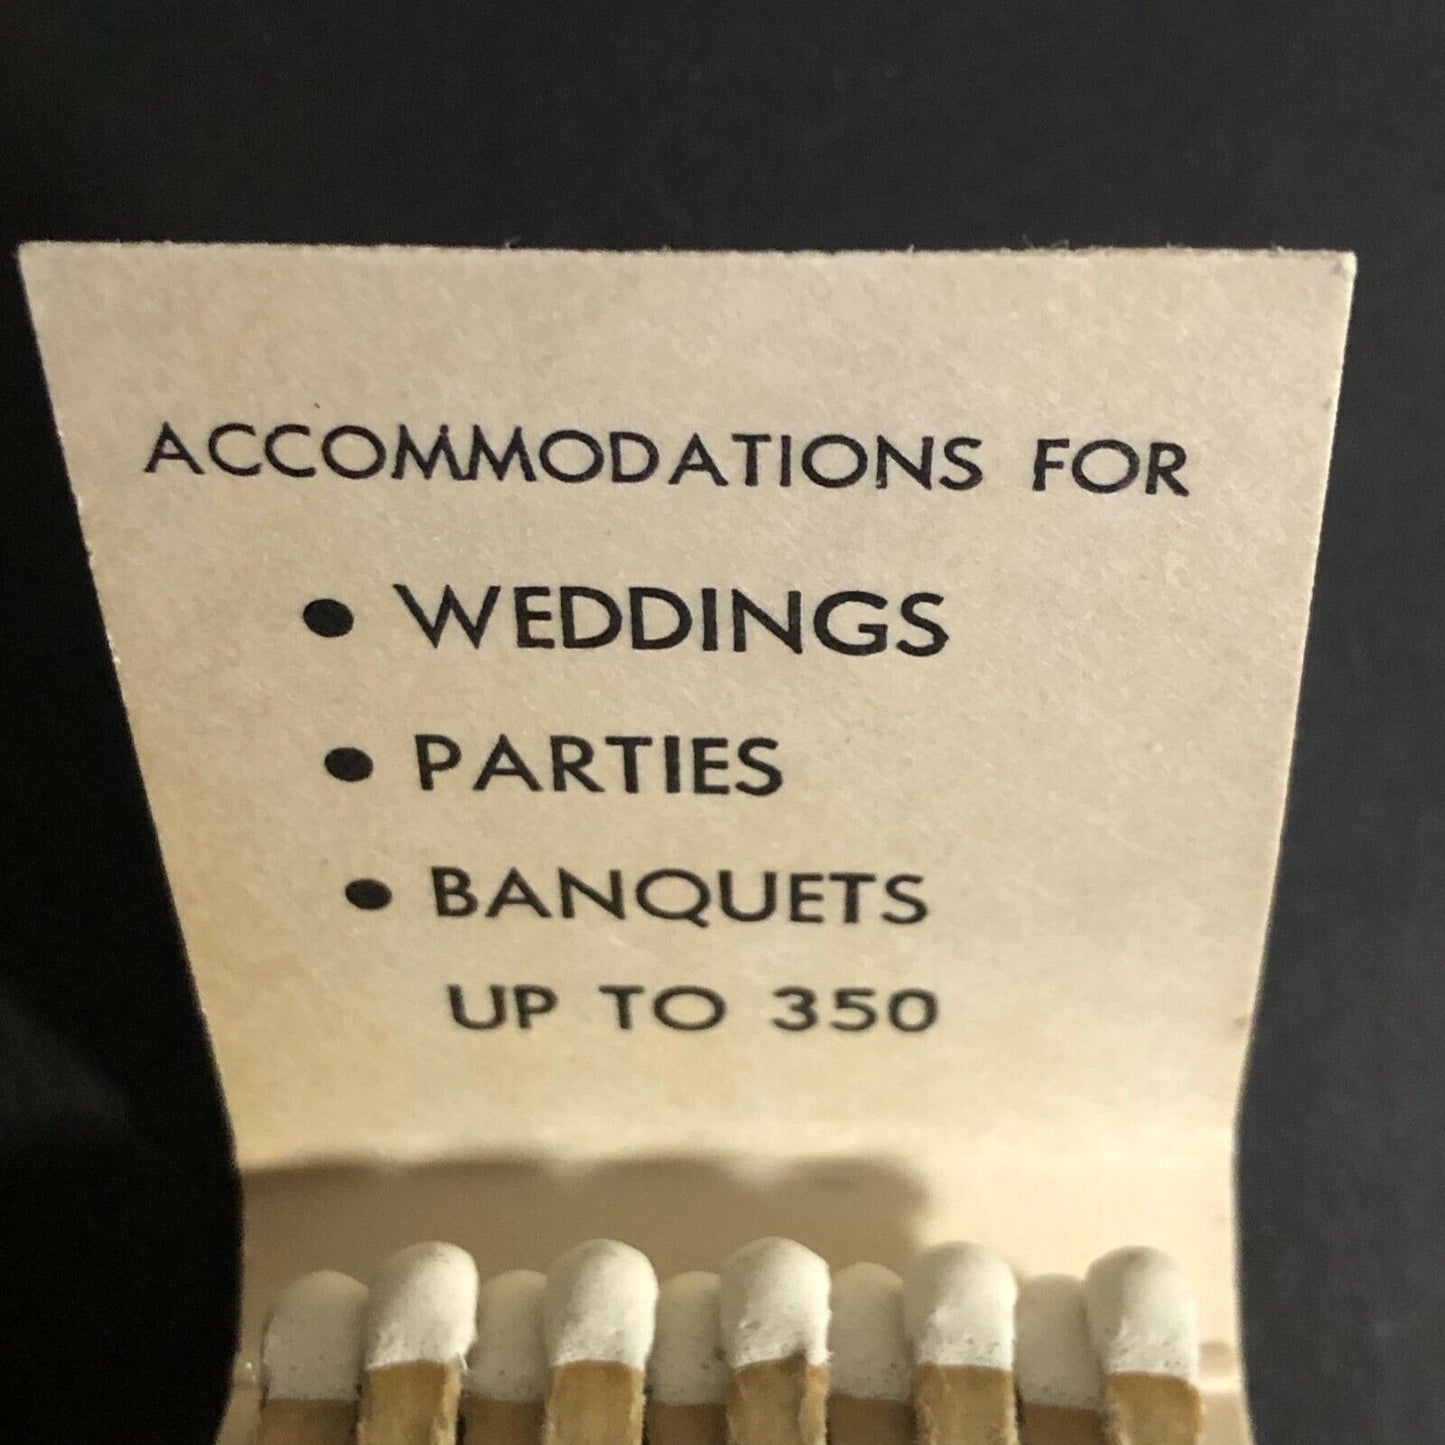 ACCOMMODATIONS FOR
• WEDDINGS
• PARTIES
• BANQUETS
UP TO 350